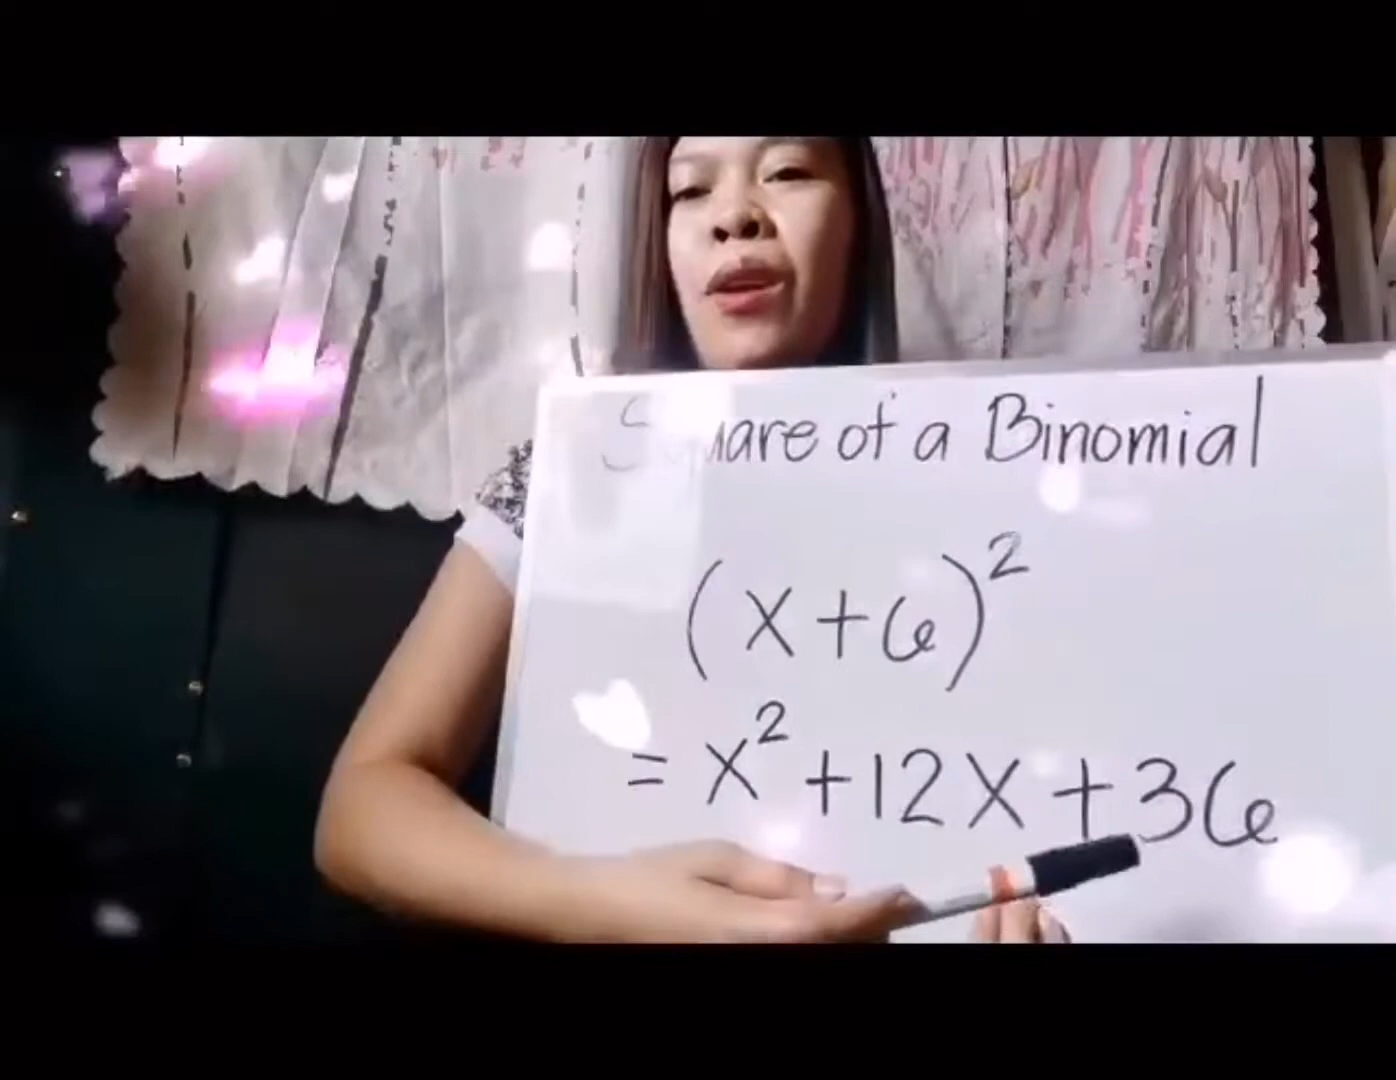 Square of a Binomial
(x+6)²
= x² +12x +36